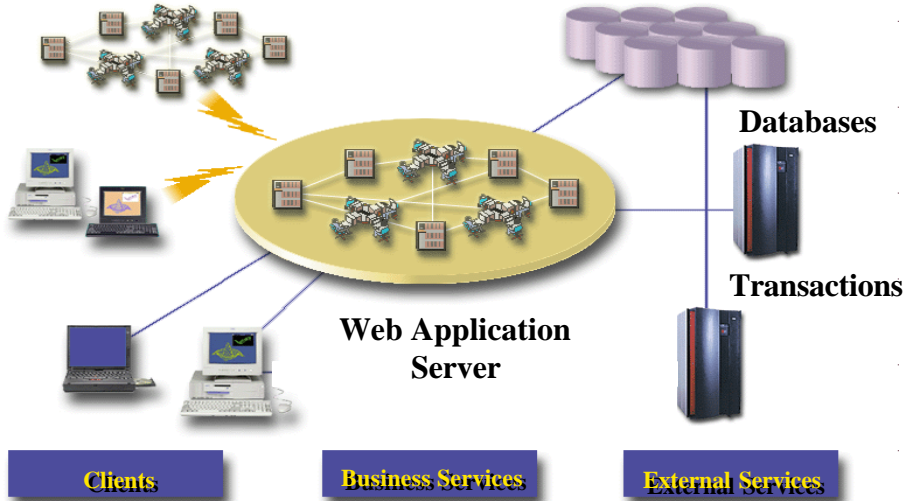 Databases
Transactions
Web Application
Server
Clients
Business Services
External Services